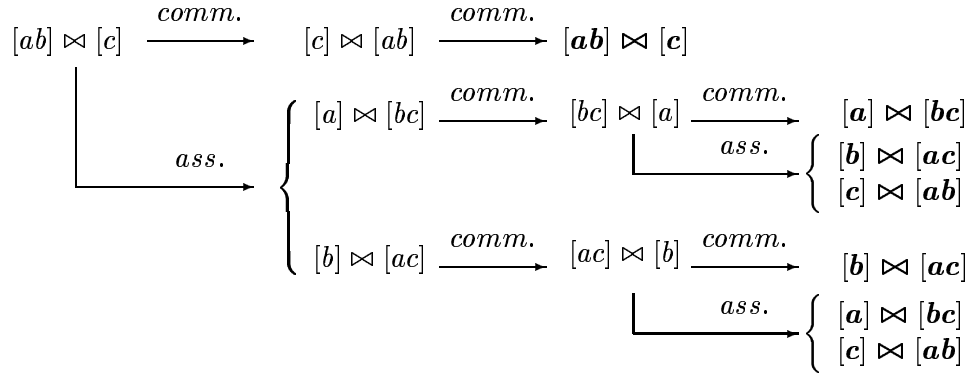 comm. comm.
[ab] ⋈ [c] [c] ⋈ [ab] [ab] ⋈ [c]
comm. comm.
[a] ⋈ [bc] [bc] ⋈ [a] [a] ⋈ [bc]
ass. ass. [b] ⋈ [ac]
[c] ⋈ [ab]
comm. comm.
[b] ⋈ [ac] [ac] ⋈ [b] [b] ⋈ [ac]
ass. [a] ⋈ [bc]
[c] ⋈ [ab]